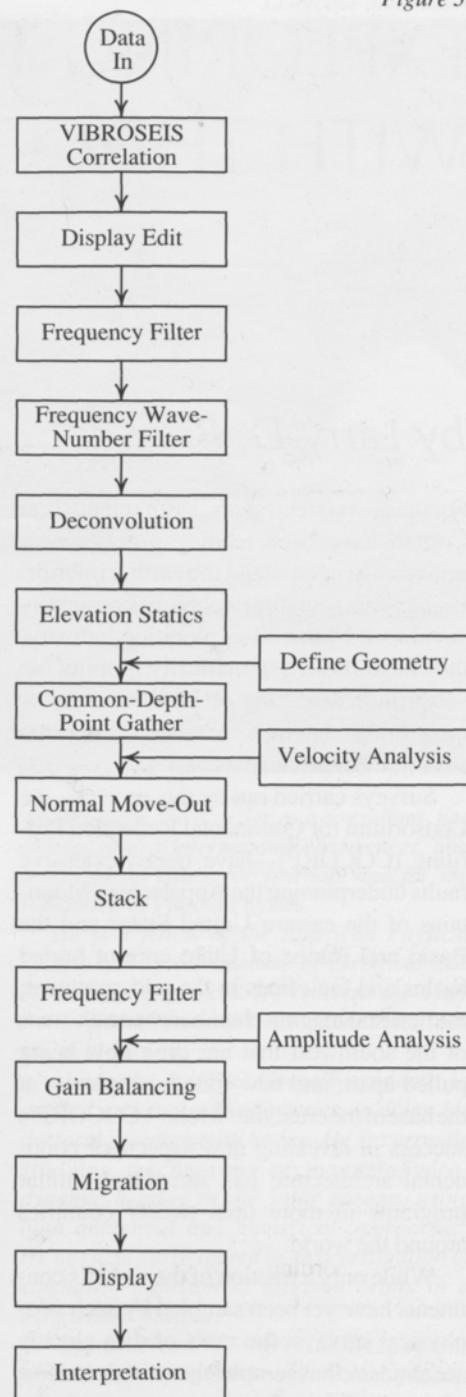 Figure 3
Data
In
VIBROSEIS
Correlation
Display Edit
Frequency Filter
Frequency Wave-
Number Filter
Deconvolution
Elevation Statics
Define Geometry
Common-Depth-
Point Gather
Velocity Analysis
Normal Move-Out
Stack
Frequency Filter
Amplitude Analysis
Gain Balancing
Migration
Display
Interpretation